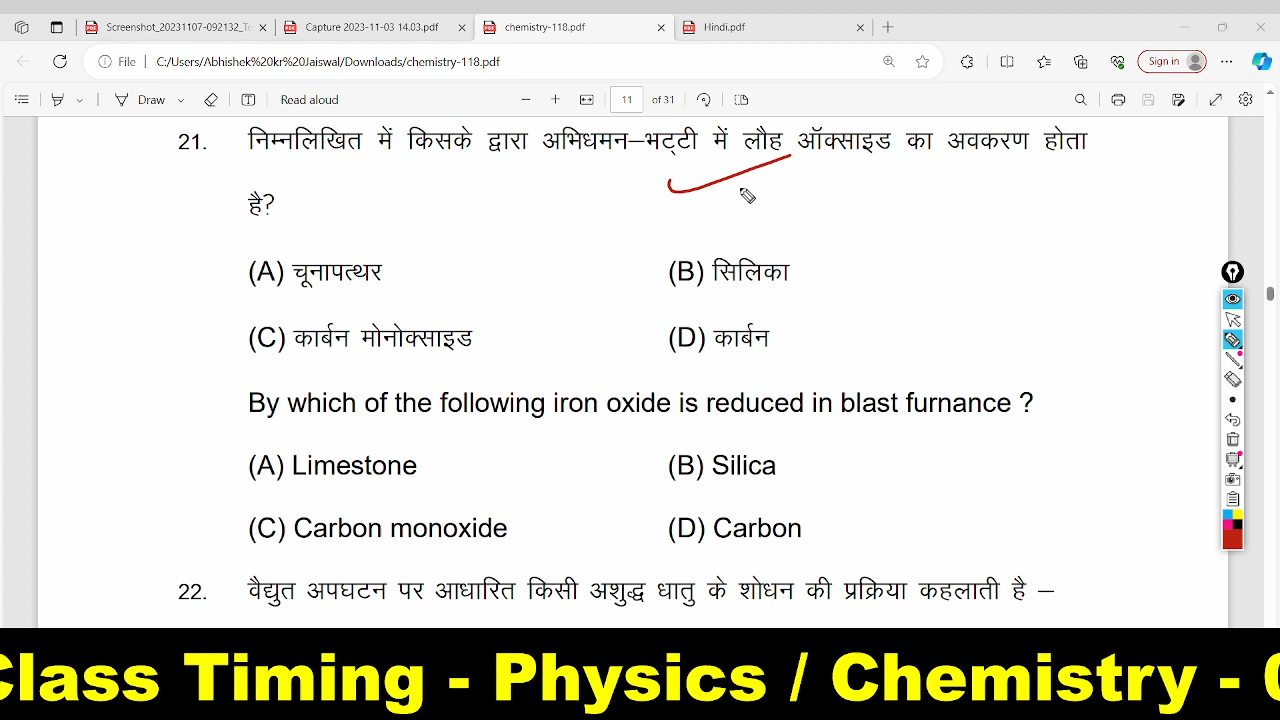 Screenshot_20231107-092132_Te
Capture 2023-11-03 14.03.pdf
chemistry-118.pdf
Hindi.pdf
File
C:/Users/Abhishek%20kr%20Jaiswal/Downloads/chemistry-118.pdf
Sign in
Draw
Read aloud
11 of 31
21. निम्नलिखित में किसके द्वारा अभिधमन–भट्टी में लौह ऑक्साइड का अवकरण होता
है?
(A) चूनापत्थर (B) सिलिका
(C) कार्बन मोनोक्साइड (D) कार्बन
By which of the following iron oxide is reduced in blast furnance ?
(A) Limestone (B) Silica
(C) Carbon monoxide (D) Carbon
22. वैद्युत अपघटन पर आधारित किसी अशुद्ध धातु के शोधन की प्रक्रिया कहलाती है –
Class Timing - Physics / Chemistry - 0